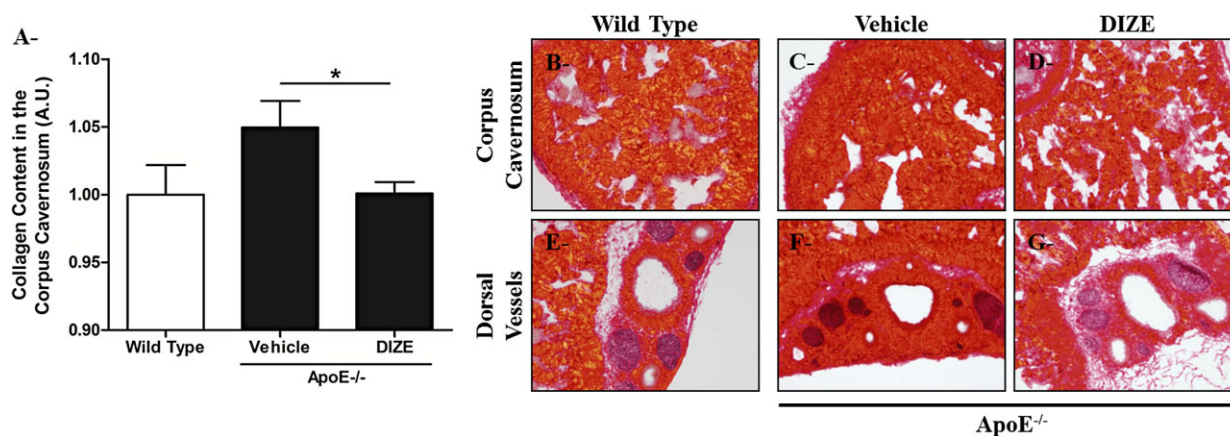 A-
Collagen Content in the
Corpus Cavernosum (A.U.)
1.10
1.05
1.00
0.95
0.90
*
Wild Type
Vehicle
DIZE
ApoE-/-
Wild Type
Vehicle
DIZE
Corpus
Cavernosum
B-
C-
D-
Dorsal
Vessels
E-
F-
G-
ApoE-/-